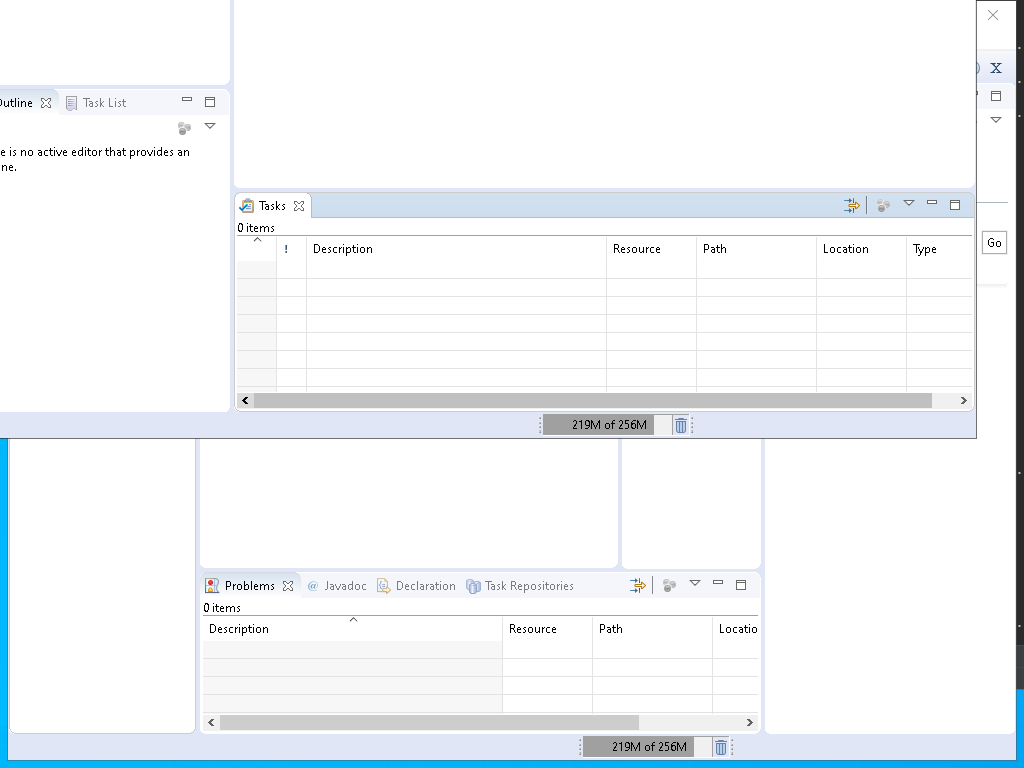 Outline Task List
e is no active editor that provides an
ne.
Tasks
0 items
! Description Resource Path Location Type
219M of 256M
X
Go
Problems @ Javadoc Declaration Task Repositories
0 items
Description Resource Path Locatio
219M of 256M